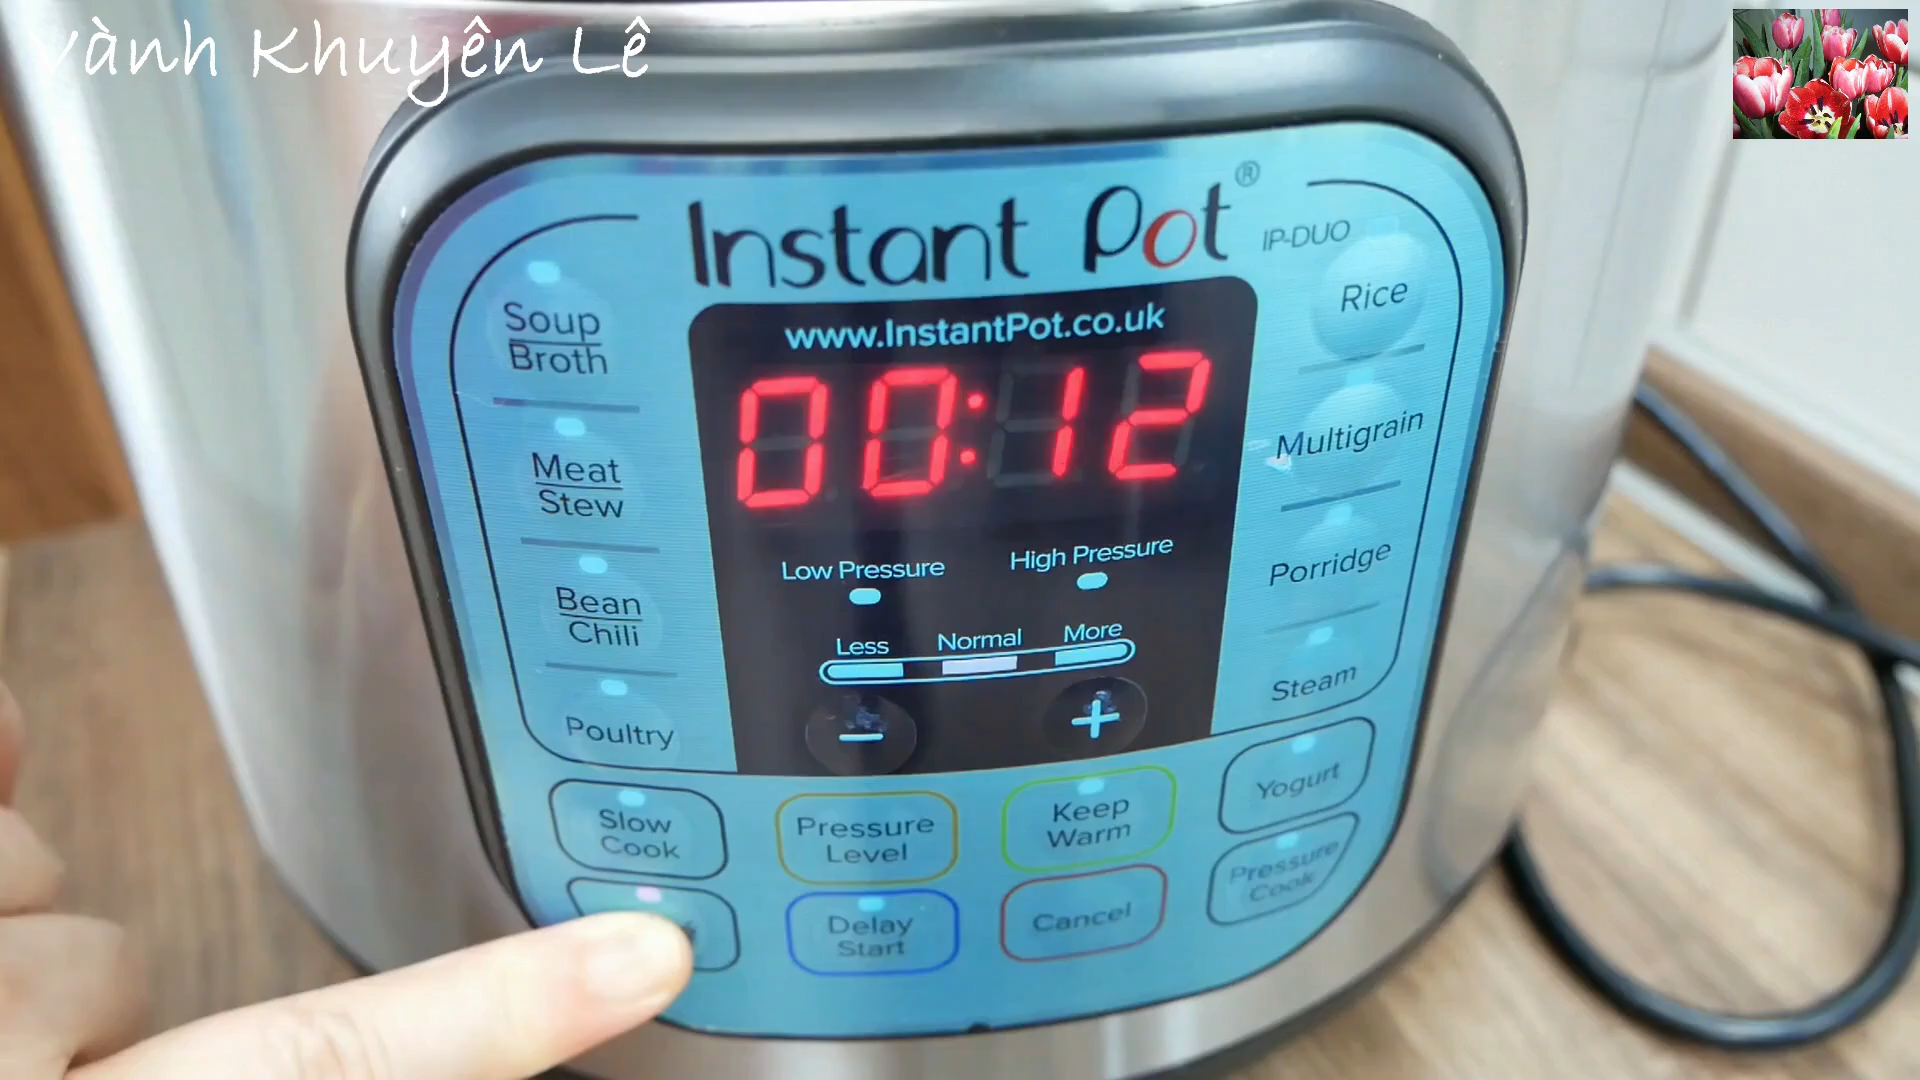 Vành Khuyên Lê
Instant Pot®
IP-DUO
www.InstantPot.co.uk
00:12
Soup
Broth
Meat
Stew
Bean
Chili
Poultry
Rice
Multigrain
Porridge
Steam
Low Pressure
High Pressure
Less Normal More
- +
Slow
Cook
Pressure
Level
Keep
Warm
Yogurt
Delay
Start
Cancel
Pressure
Cook